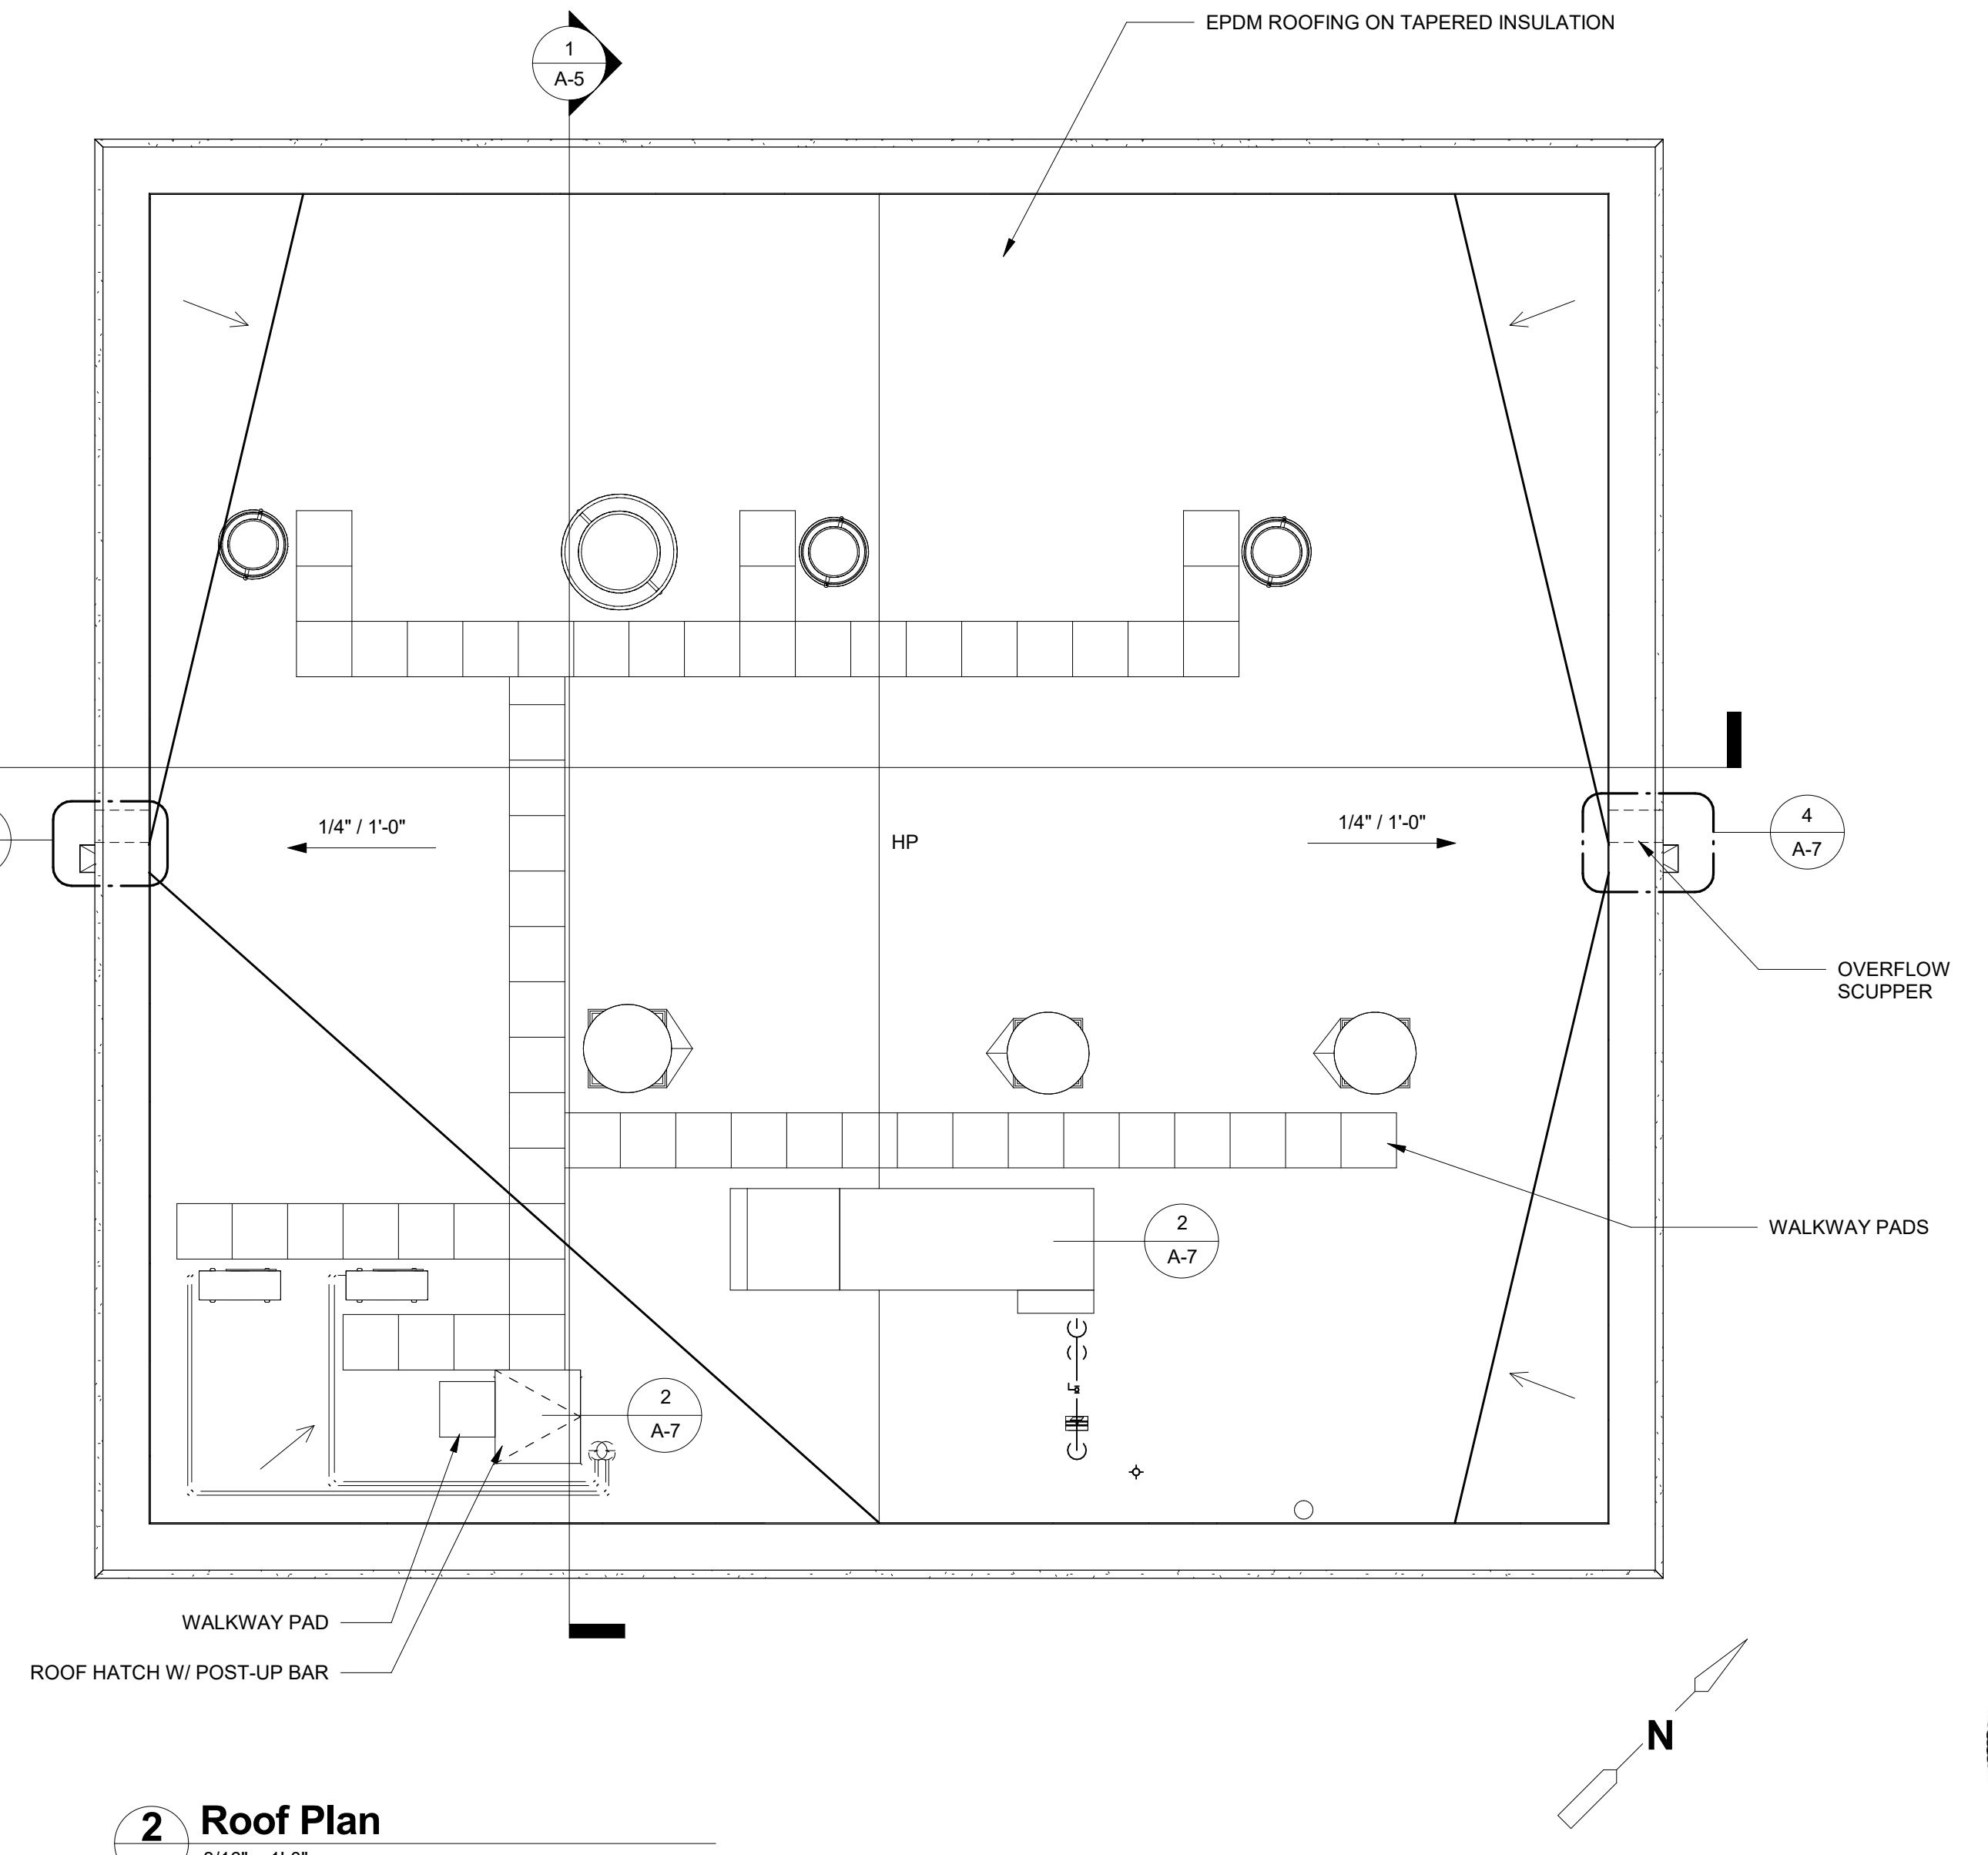 EPDM ROOFING ON TAPERED INSULATION
1
A-5
1/4" / 1'-0"
HP
1/4" / 1'-0"
4
A-7
OVERFLOW
SCUPPER
WALKWAY PADS
2
A-7
2
A-7
WALKWAY PAD
ROOF HATCH W/ POST-UP BAR
N
2
Roof Plan